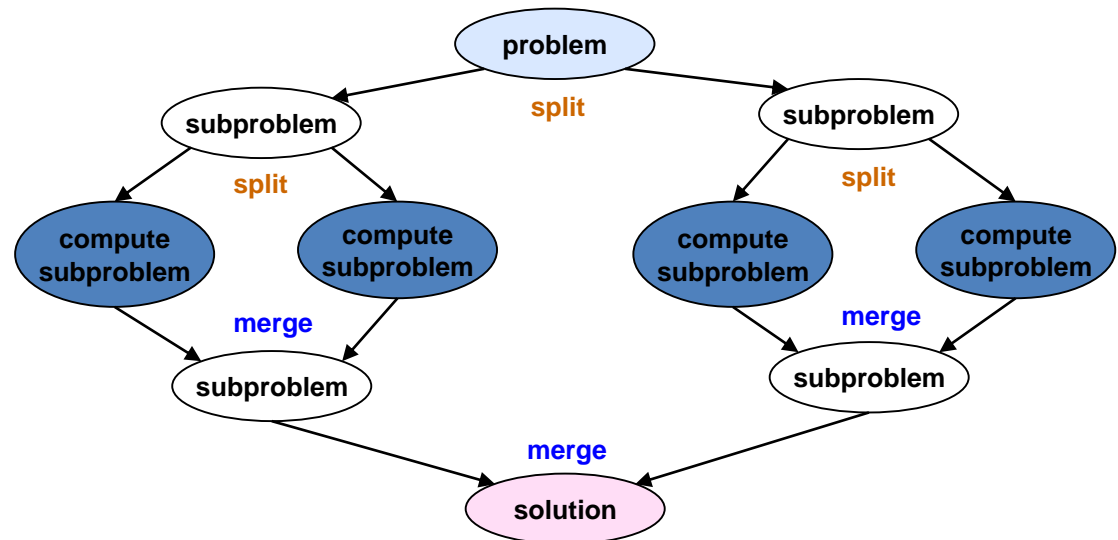 problem
split
subproblem
subproblem
split
split
compute
subproblem
compute
subproblem
compute
subproblem
compute
subproblem
merge
merge
subproblem
subproblem
merge
solution